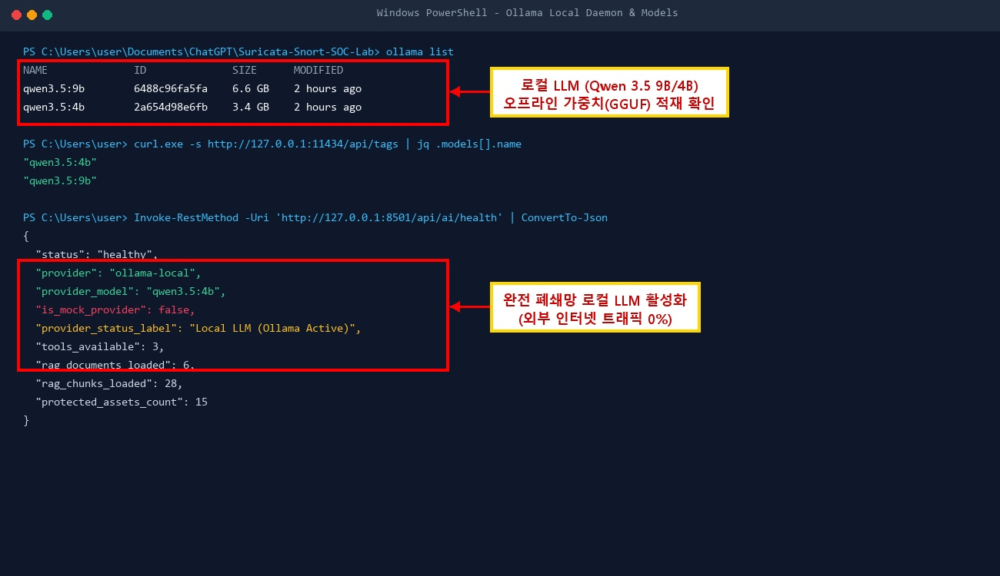 Windows PowerShell - Ollama Local Daemon & Models
PS C:\Users\user\Documents\ChatGPT\Suricata-Snort-SOC-Lab> ollama list
NAME ID SIZE MODIFIED
qwen3.5:9b 6488c96fa5fa 6.6 GB 2 hours ago
qwen3.5:4b 2a654d98e6fb 3.4 GB 2 hours ago
로컬 LLM (Qwen 3.5 9B/4B)
오프라인 가중치(GGUF) 적재 확인
PS C:\Users\user> curl.exe -s http://127.0.0.1:11434/api/tags | jq .models[].name
"qwen3.5:4b"
"qwen3.5:9b"
PS C:\Users\user> Invoke-RestMethod -Uri 'http://127.0.0.1:8501/api/ai/health' | ConvertTo-Json
{
"status": "healthy",
"provider": "ollama-local",
"provider_model": "qwen3.5:4b",
"is_mock_provider": false,
"provider_status_label": "Local LLM (Ollama Active)",
"tools_available": 3,
"rag_documents_loaded": 6,
"rag_chunks_loaded": 28,
"protected_assets_count": 15
}
완전 폐쇄망 로컬 LLM 활성화
(외부 인터넷 트래픽 0%)